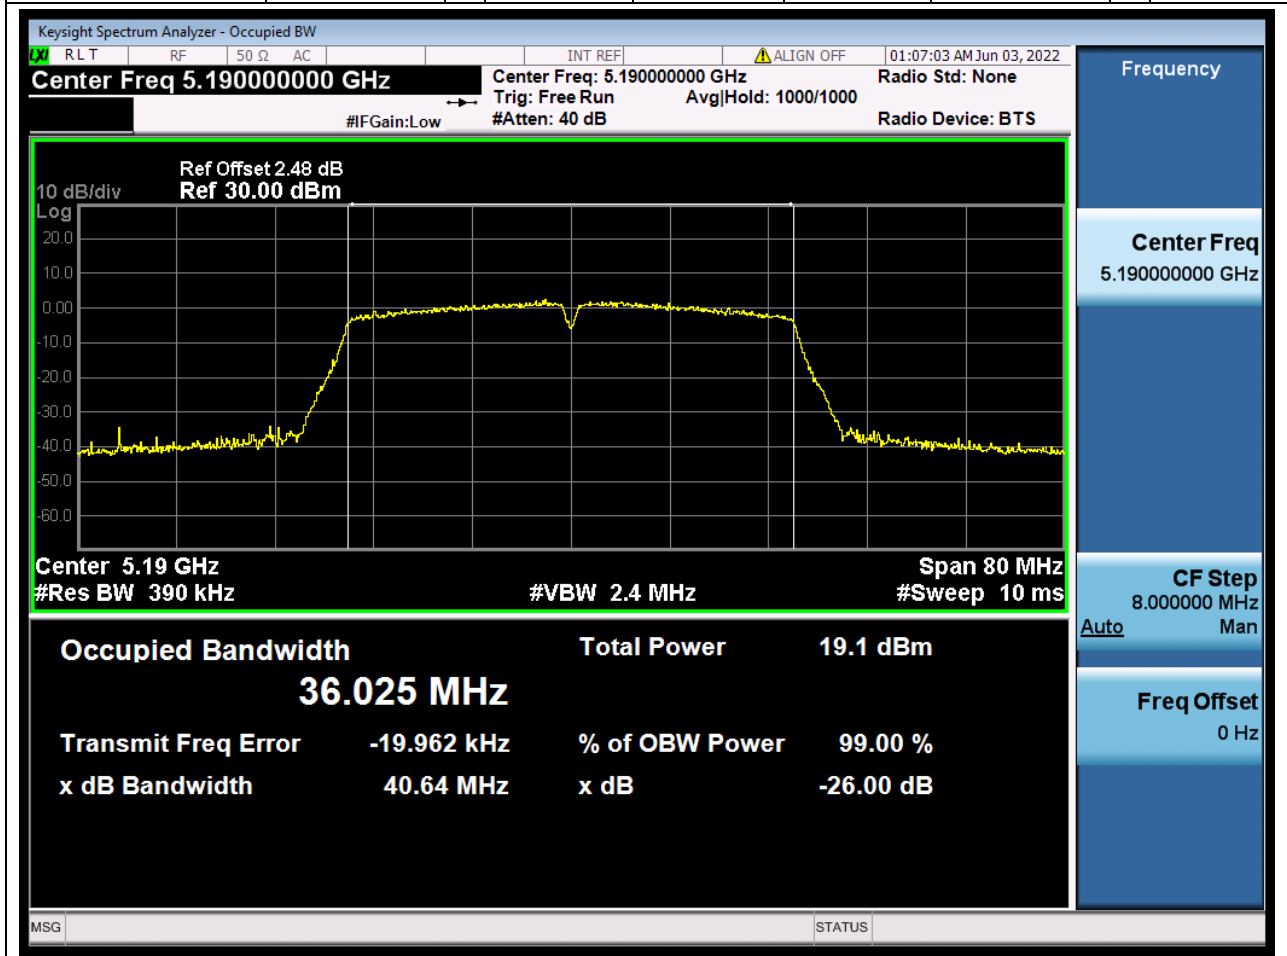 Keysight Spectrum Analyzer - Occupied BW
LXI RLT RF 50 Ω AC INT REF ALIGN OFF 01:07:03 AM Jun 03, 2022
Center Freq 5.190000000 GHz
Center Freq: 5.190000000 GHz
Radio Std: None
Trig: Free Run Avg|Hold: 1000/1000
#IFGain:Low
#Atten: 40 dB
Radio Device: BTS
Ref Offset 2.48 dB
10 dB/div Ref 30.00 dBm
Log
20.0
10.0
0.00
-10.0
-20.0
-30.0
-40.0
-50.0
-60.0
Center 5.19 GHz Span 80 MHz
#Res BW 390 kHz #VBW 2.4 MHz #Sweep 10 ms
Occupied Bandwidth Total Power 19.1 dBm
36.025 MHz
Transmit Freq Error -19.962 kHz % of OBW Power 99.00 %
x dB Bandwidth 40.64 MHz x dB -26.00 dB
Frequency
Center Freq
5.190000000 GHz
CF Step
8.000000 MHz
Auto Man
Freq Offset
0 Hz
MSG STATUS